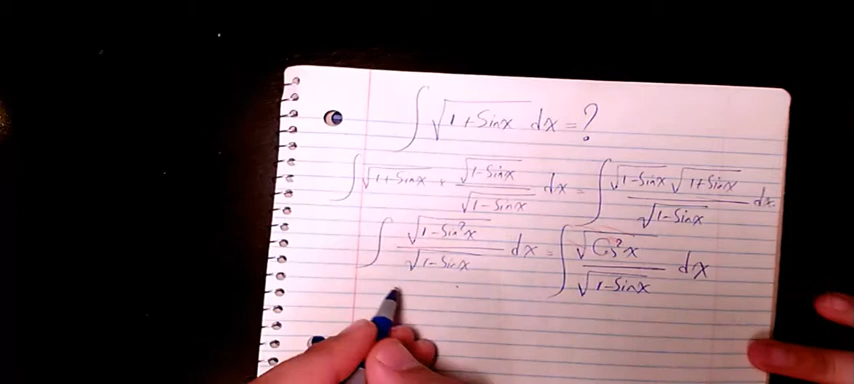 ∫ √(1+Sinx) dx = ?
∫ √(1+Sinx) × √(1-Sinx)/√(1-Sinx) dx = ∫ √(1-Sinx) √(1+Sinx)/√(1-Sinx) dx
∫ √(1-Sin²x)/√(1-Sinx) dx = ∫ √(Cos²x)/√(1-Sinx) dx